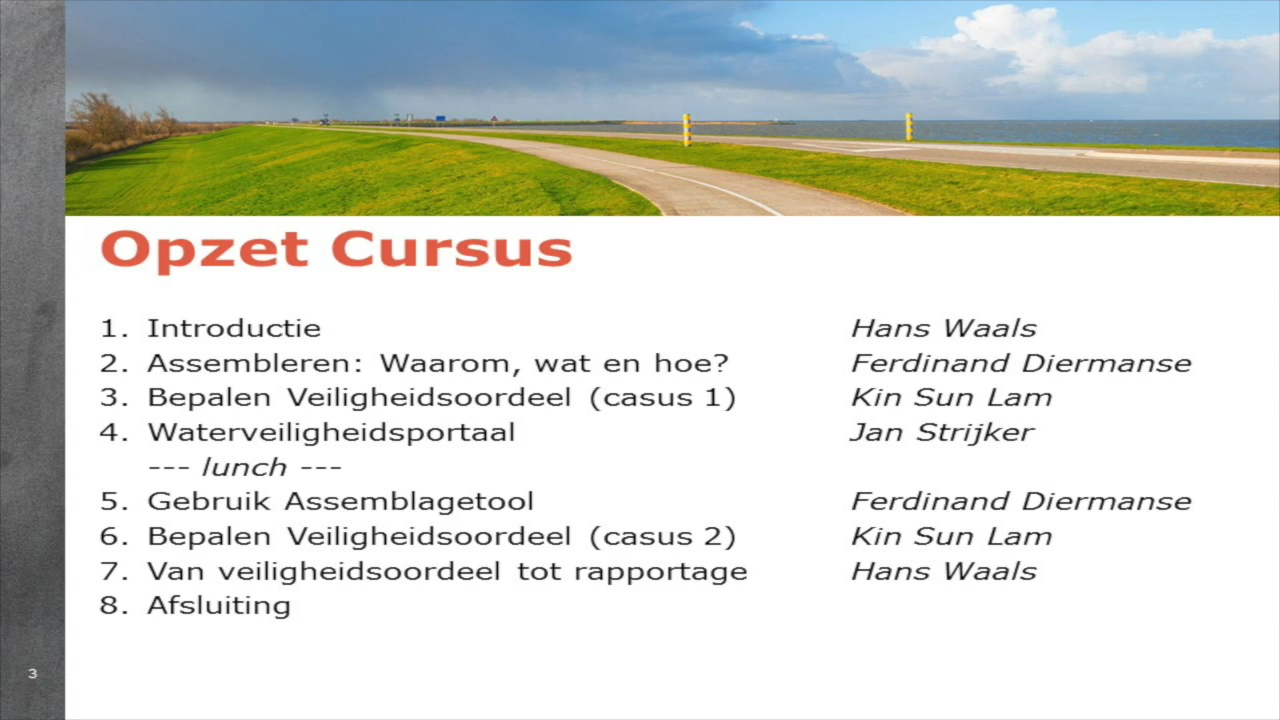 Opzet Cursus
1. Introductie Hans Waals
2. Assembleren: Waarom, wat en hoe? Ferdinand Diermanse
3. Bepalen Veiligheidsoordeel (casus 1) Kin Sun Lam
4. Waterveiligheidsportaal Jan Strijker
--- lunch ---
5. Gebruik Assemblagetool Ferdinand Diermanse
6. Bepalen Veiligheidsoordeel (casus 2) Kin Sun Lam
7. Van veiligheidsoordeel tot rapportage Hans Waals
8. Afsluiting
3